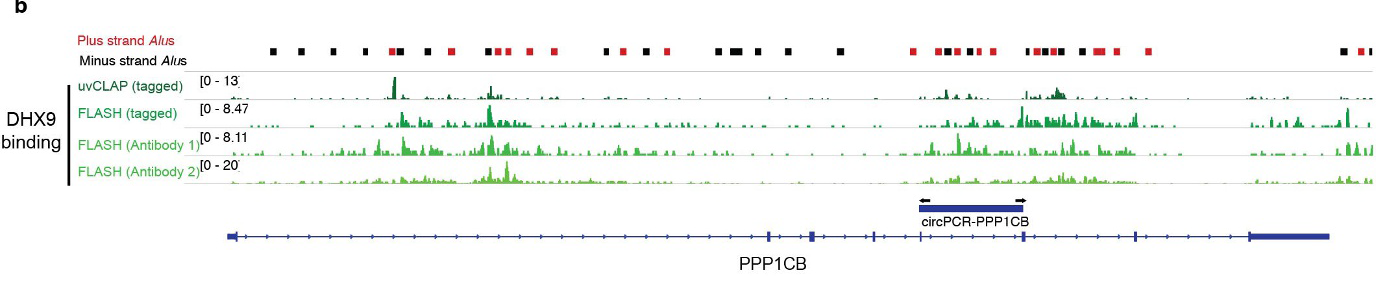 b
Plus strand Alus
Minus strand Alus
uvCLAP (tagged) [0 - 13]
FLASH (tagged) [0 - 8.47
DHX9 binding
FLASH (Antibody 1) [0 - 8.11
FLASH (Antibody 2) [0 - 20]
circPCR-PPP1CB
PPP1CB